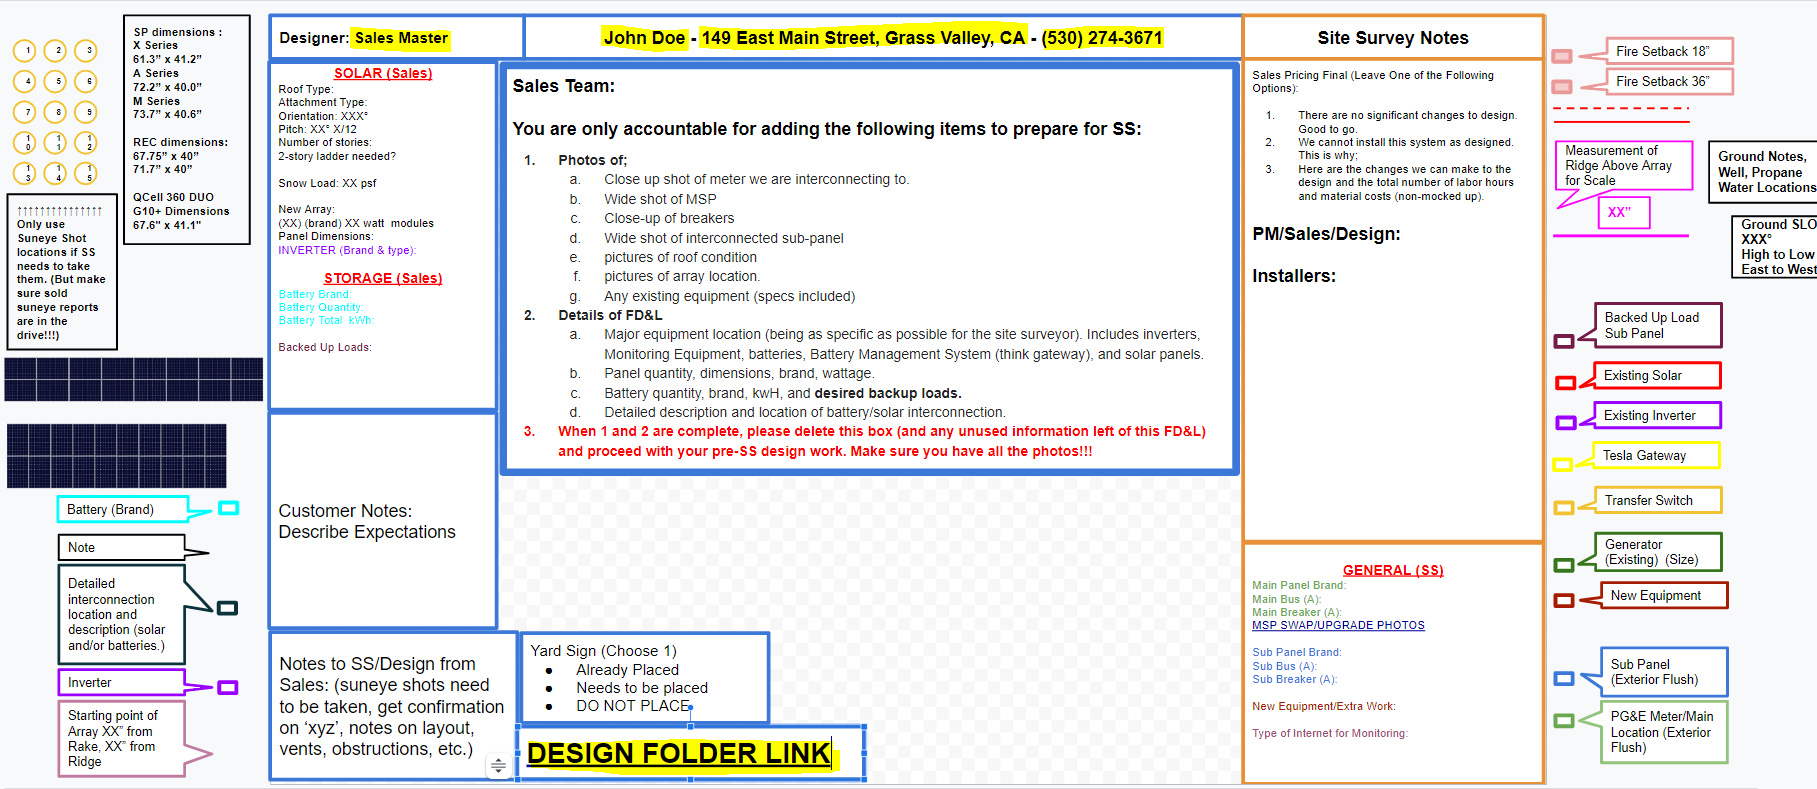 1 2 3
4 5 6
7 8 9
10 11 12
13 14 15
SP dimensions :
X Series
61.3" x 41.2"
A Series
72.2" x 40.0"
M Series
73.7" x 40.6"
REC dimensions:
67.75" x 40"
71.7" x 40"
QCell 360 DUO
G10+ Dimensions
67.6" x 41.1"
↑↑↑↑↑↑↑↑↑↑↑↑↑↑↑
Only use
Suneye Shot
locations if SS
needs to take
them. (But make
sure sold
suneye reports
are in the
drive!!!)
Battery (Brand)
Note
Detailed
interconnection
location and
description (solar
and/or batteries.)
Inverter
Starting point of
Array XX" from
Rake, XX" from
Ridge
Designer: Sales Master
John Doe - 149 East Main Street, Grass Valley, CA - (530) 274-3671
SOLAR (Sales)
Roof Type:
Attachment Type:
Orientation: XXX°
Pitch: XX° X/12
Number of stories:
2-story ladder needed?
Snow Load: XX psf
New Array:
(XX) (brand) XX watt modules
Panel Dimensions:
INVERTER (Brand & type):
STORAGE (Sales)
Battery Brand:
Battery Quantity:
Battery Total kWh:
Backed Up Loads:
Customer Notes:
Describe Expectations
Notes to SS/Design from
Sales: (suneye shots need
to be taken, get confirmation
on 'xyz', notes on layout,
vents, obstructions, etc.)
Sales Team:
You are only accountable for adding the following items to prepare for SS:
1. Photos of;
a. Close up shot of meter we are interconnecting to.
b. Wide shot of MSP
c. Close-up of breakers
d. Wide shot of interconnected sub-panel
e. pictures of roof condition
f. pictures of array location.
g. Any existing equipment (specs included)
2. Details of FD&L
a. Major equipment location (being as specific as possible for the site surveyor). Includes inverters,
Monitoring Equipment, batteries, Battery Management System (think gateway), and solar panels.
b. Panel quantity, dimensions, brand, wattage.
c. Battery quantity, brand, kwH, and desired backup loads.
d. Detailed description and location of battery/solar interconnection.
3. When 1 and 2 are complete, please delete this box (and any unused information left of this FD&L)
and proceed with your pre-SS design work. Make sure you have all the photos!!!
Yard Sign (Choose 1)
● Already Placed
● Needs to be placed
● DO NOT PLACE
DESIGN FOLDER LINK
Site Survey Notes
Sales Pricing Final (Leave One of the Following
Options):
1. There are no significant changes to design.
Good to go.
2. We cannot install this system as designed.
This is why;
3. Here are the changes we can make to the
design and the total number of labor hours
and material costs (non-mocked up).
PM/Sales/Design:
Installers:
GENERAL (SS)
Main Panel Brand:
Main Bus (A):
Main Breaker (A):
MSP SWAP/UPGRADE PHOTOS
Sub Panel Brand:
Sub Bus (A):
Sub Breaker (A):
New Equipment/Extra Work:
Type of Internet for Monitoring:
Fire Setback 18"
Fire Setback 36"
Measurement of
Ridge Above Array
for Scale
XX"
Ground Notes,
Well, Propane
Water Locations
Ground SLO
XXX°
High to Low
East to West
Backed Up Load
Sub Panel
Existing Solar
Existing Inverter
Tesla Gateway
Transfer Switch
Generator
(Existing) (Size)
New Equipment
Sub Panel
(Exterior Flush)
PG&E Meter/Main
Location (Exterior
Flush)